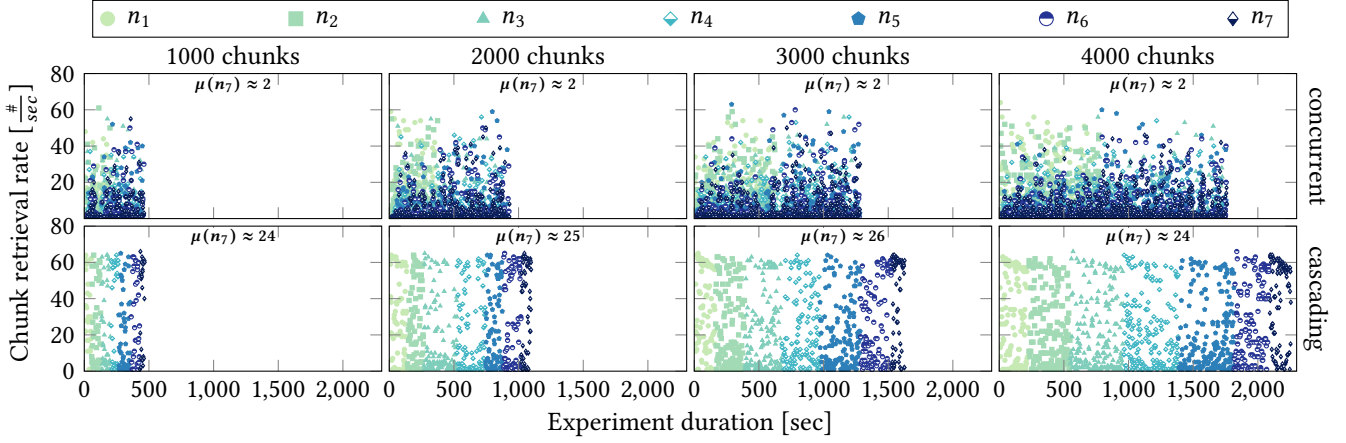 n₁ n₂ n₃ n₄ n₅ n₆ n₇
1000 chunks 2000 chunks 3000 chunks 4000 chunks
Chunk retrieval rate [#/sec]
80
60
40
20
μ(n₇) ≈ 2 μ(n₇) ≈ 2 μ(n₇) ≈ 2 μ(n₇) ≈ 2
concurrent
80
60
40
20
0
μ(n₇) ≈ 24 μ(n₇) ≈ 25 μ(n₇) ≈ 26 μ(n₇) ≈ 24
cascading
0 500 1,000 1,500 2,000 0 500 1,000 1,500 2,000 0 500 1,000 1,500 2,000 0 500 1,000 1,500 2,000
Experiment duration [sec]